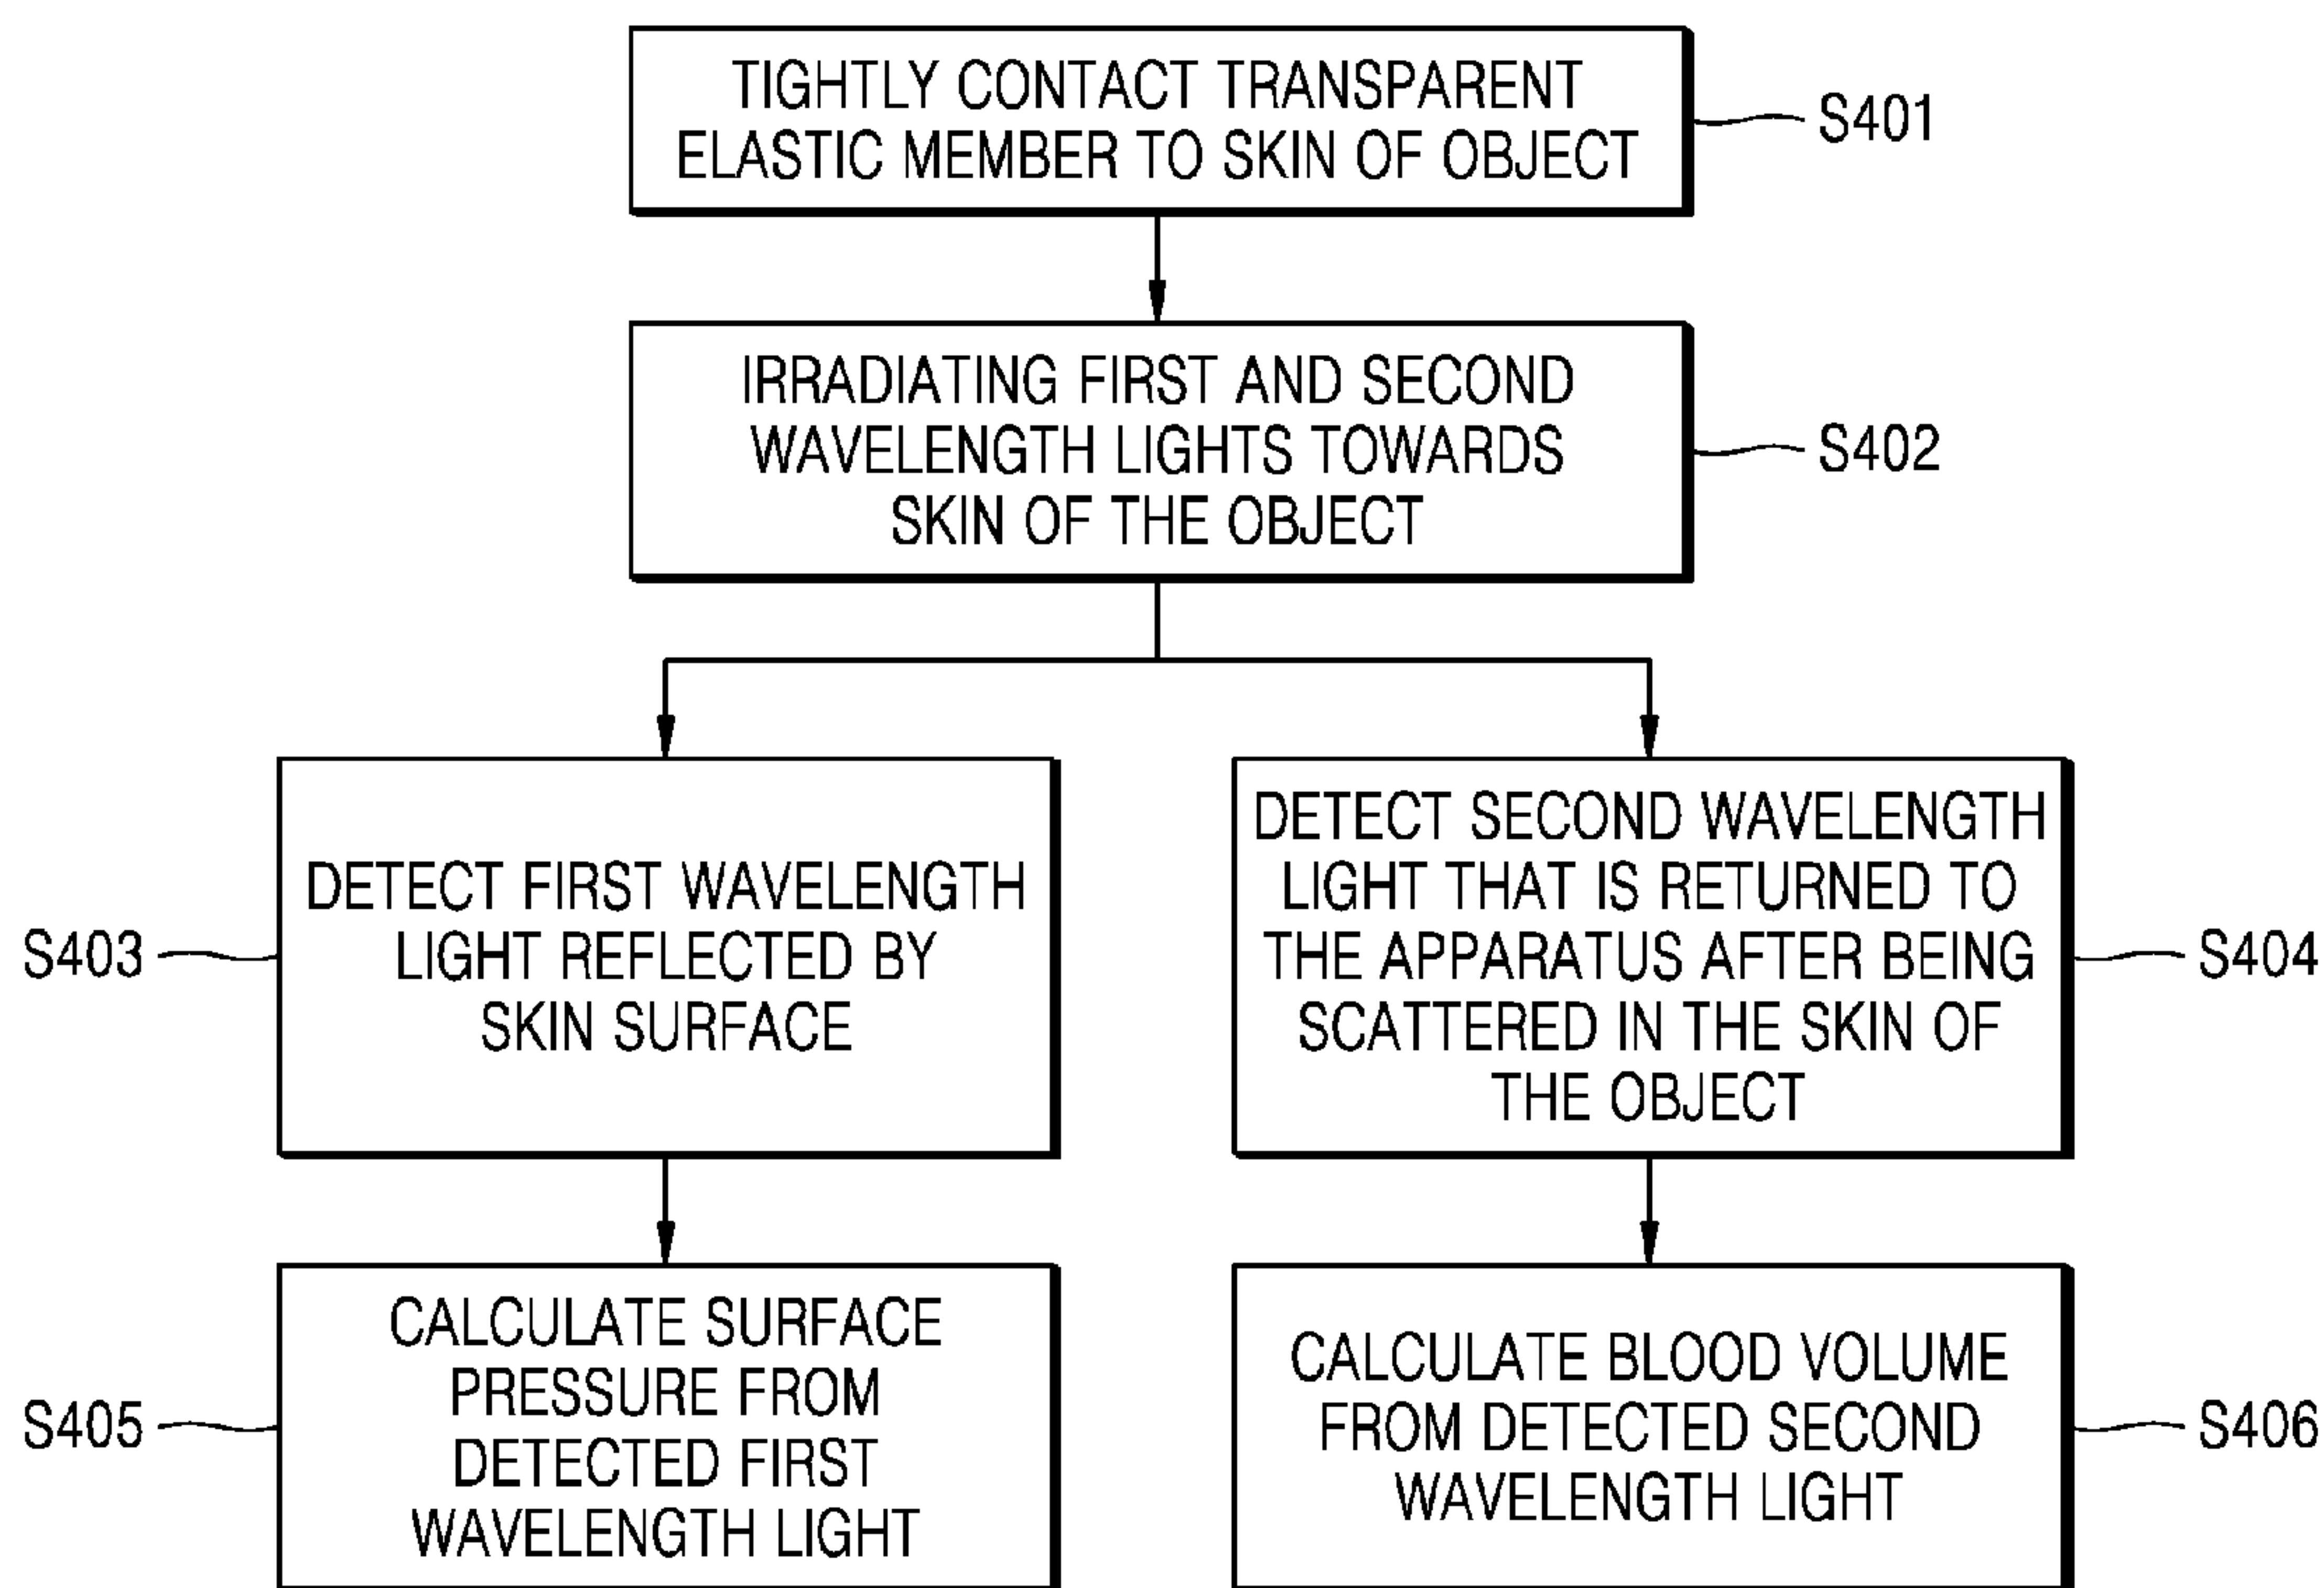 TIGHTLY CONTACT TRANSPARENT
ELASTIC MEMBER TO SKIN OF OBJECT
S401
IRRADIATING FIRST AND SECOND
WAVELENGTH LIGHTS TOWARDS
SKIN OF THE OBJECT
S402
DETECT FIRST WAVELENGTH
LIGHT REFLECTED BY
SKIN SURFACE
S403
DETECT SECOND WAVELENGTH
LIGHT THAT IS RETURNED TO
THE APPARATUS AFTER BEING
SCATTERED IN THE SKIN OF
THE OBJECT
S404
CALCULATE SURFACE
PRESSURE FROM
DETECTED FIRST
WAVELENGTH LIGHT
S405
CALCULATE BLOOD VOLUME
FROM DETECTED SECOND
WAVELENGTH LIGHT
S406